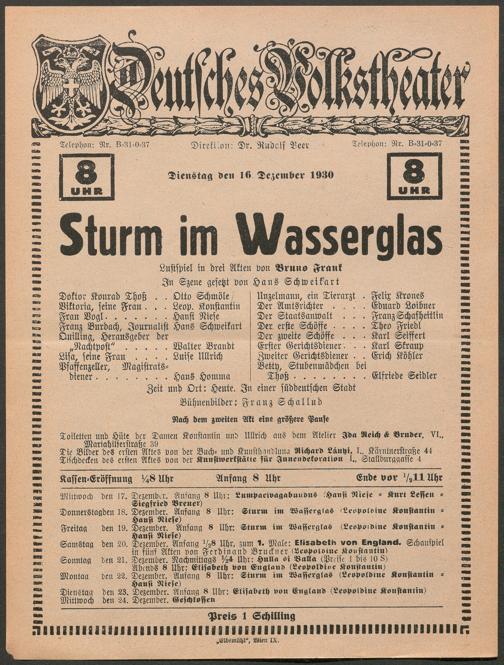 Deutsches Volkstheater
Telephon: Nr. B-31-0-37 Direktion: Dr. Rudolf Beer Telephon: Nr. B-31-0-37
8 UHR Dienstag den 16 Dezember 1930 8 UHR
Sturm im Wasserglas
Lustspiel in drei Akten von Bruno Frank
In Szene gesetzt von Hans Schweikart
Doktor Konrad Thoß . . Otto Schmöle
Viktoria, seine Frau . . . Leop. Konstantin
Frau Vogl . . . . . . Hansi Niese
Franz Burdach, Journalist Hans Schweikart
Quilling, Herausgeber der
„Nachtpost" . . . . . Walter Brandt
Lisa, seine Frau . . . . Luise Ullrich
Pfaffenzeller, Magistrats-
diener . . . . . . . Hans Homma
Unzelmann, ein Tierarzt . Felix Krones
Der Amtsrichter . . . . Eduard Loibner
Der Staatsanwalt . . . Franz Schafheitlin
Der erste Schöffe . . . . Theo Friedl
Der zweite Schöffe . . . Karl Seiffert
Erster Gerichtsdiener . . Karl Skraup
Zweiter Gerichtsdiener . Erich Köhler
Betty, Stubenmädchen bei
Thoß . . . . . . . Elfriede Seidler
Zeit und Ort: Heute. In einer süddeutschen Stadt
Bühnenbilder: Franz Schallud
Nach dem zweiten Akt eine größere Pause
Toiletten und Hüte der Damen Konstantin und Ullrich aus dem Atelier Ida Reich & Bruder, VI.,
Mariahilferstraße 39
Die Bilder des ersten Aktes von der Buch- und Kunsthandlung Richard Lányi, I., Kärntnerstraße 44
Tischdecken des ersten Aktes von der Kunstwerkstätte für Innendekoration I., Stallburggasse 4
Kassen-Eröffnung ½8 Uhr Anfang 8 Uhr Ende vor ½11 Uhr
Mittwoch den 17. Dezember. Anfang 8 Uhr: Lumpacivagabundus (Hansi Niese - Kurt Lessen -
Siegfried Breuer)
Donnerstag den 18. Dezember. Anfang 8 Uhr: Sturm im Wasserglas (Leopoldine Konstantin -
Hansi Niese)
Freitag den 19. Dezember. Anfang 8 Uhr: Sturm im Wasserglas (Leopoldine Konstantin -
Hansi Niese)
Samstag den 20. Dezember. Anfang ½8 Uhr, zum 1. Male: Elisabeth von England. Schauspiel
in fünf Akten von Ferdinand Bruckner (Leopoldine Konstantin)
Sonntag den 21. Dezember. Nachmittags Uhr: Hulla di Bulla (Preise 1 bis 10 S)
Abends 8 Uhr: Elisabeth von England (Leopoldine Konstantin)
Montag den 22. Dezember. Anfang 8 Uhr: Sturm im Wasserglas (Leopoldine Konstantin -
Hansi Niese)
Dienstag den 23. Dezember. Anfang 8 Uhr: Elisabeth von England (Leopoldine Konstantin)
Mittwoch den 24. Dezember. Geschlossen
Preis 1 Schilling
„Elbemühl", Wien IX.